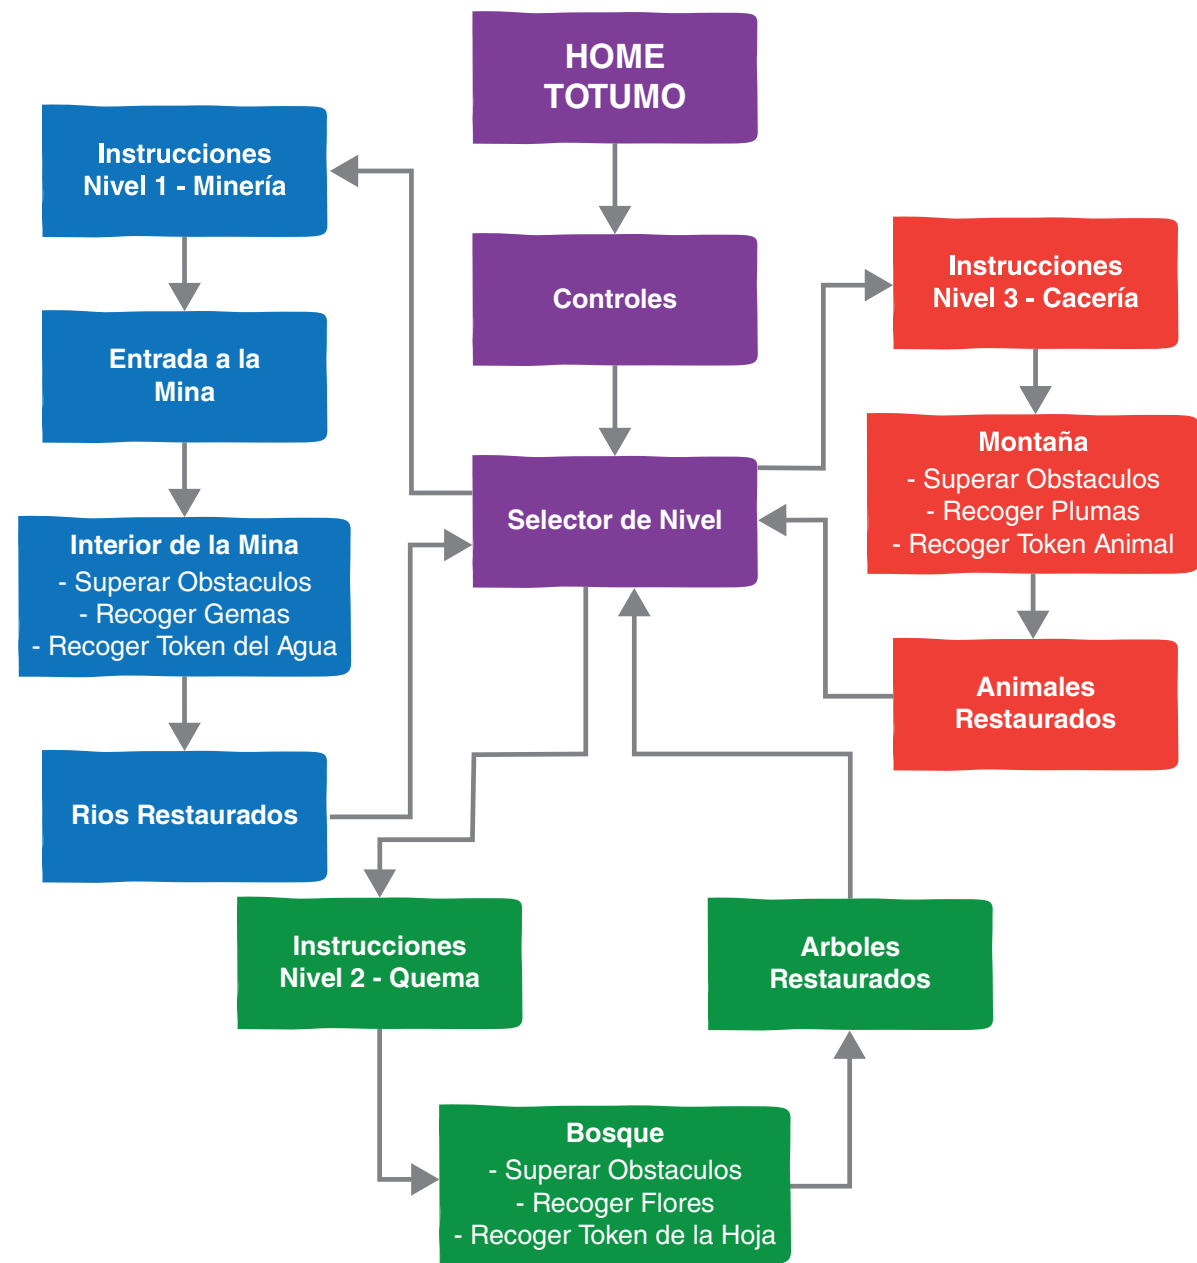 HOME
TOTUMO
Instrucciones
Nivel 1 - Minería
Controles
Instrucciones
Nivel 3 - Cacería
Entrada a la
Mina
Montaña
- Superar Obstaculos
- Recoger Plumas
- Recoger Token Animal
Selector de Nivel
Interior de la Mina
- Superar Obstaculos
- Recoger Gemas
- Recoger Token del Agua
Animales
Restaurados
Rios Restaurados
Instrucciones
Nivel 2 - Quema
Arboles
Restaurados
Bosque
- Superar Obstaculos
- Recoger Flores
- Recoger Token de la Hoja